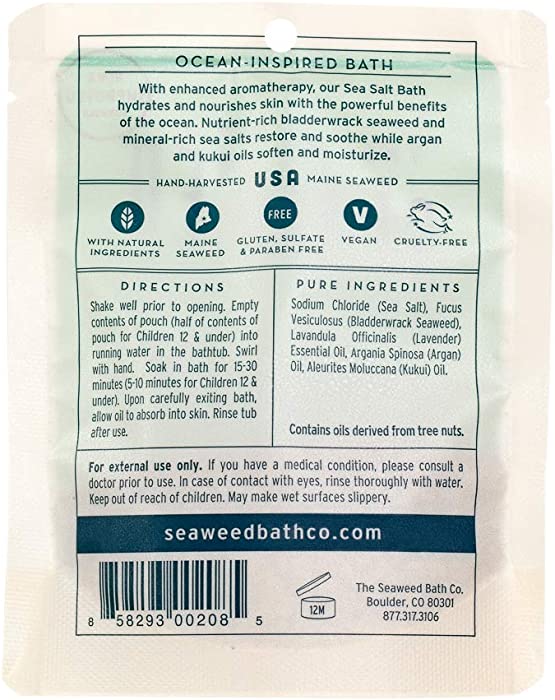 OCEAN-INSPIRED BATH
With enhanced aromatherapy, our Sea Salt Bath
hydrates and nourishes skin with the powerful benefits
of the ocean. Nutrient-rich bladderwrack seaweed and
mineral-rich sea salts restore and soothe while argan
and kukui oils soften and moisturize.
HAND-HARVESTED USA MAINE SEAWEED
WITH NATURAL
INGREDIENTS
MAINE
SEAWEED
FREE
GLUTEN, SULFATE
& PARABEN FREE
V
VEGAN
CRUELTY-FREE
DIRECTIONS
Shake well prior to opening. Empty
contents of pouch (half of contents of
pouch for Children 12 & under) into
running water in the bathtub. Swirl
with hand. Soak in bath for 15-30
minutes (5-10 minutes for Children 12 &
under). Upon carefully exiting bath,
allow oil to absorb into skin. Rinse tub
after use.
PURE INGREDIENTS
Sodium Chloride (Sea Salt), Fucus
Vesiculosus (Bladderwrack Seaweed),
Lavandula Officinalis (Lavender)
Essential Oil, Argania Spinosa (Argan)
Oil, Aleurites Moluccana (Kukui) Oil.
Contains oils derived from tree nuts.
For external use only. If you have a medical condition, please consult a
doctor prior to use. In case of contact with eyes, rinse thoroughly with water.
Keep out of reach of children. May make wet surfaces slippery.
seaweedbathco.com
8 58293 00208 5
12M
The Seaweed Bath Co.
Boulder, CO 80301
877.317.3106